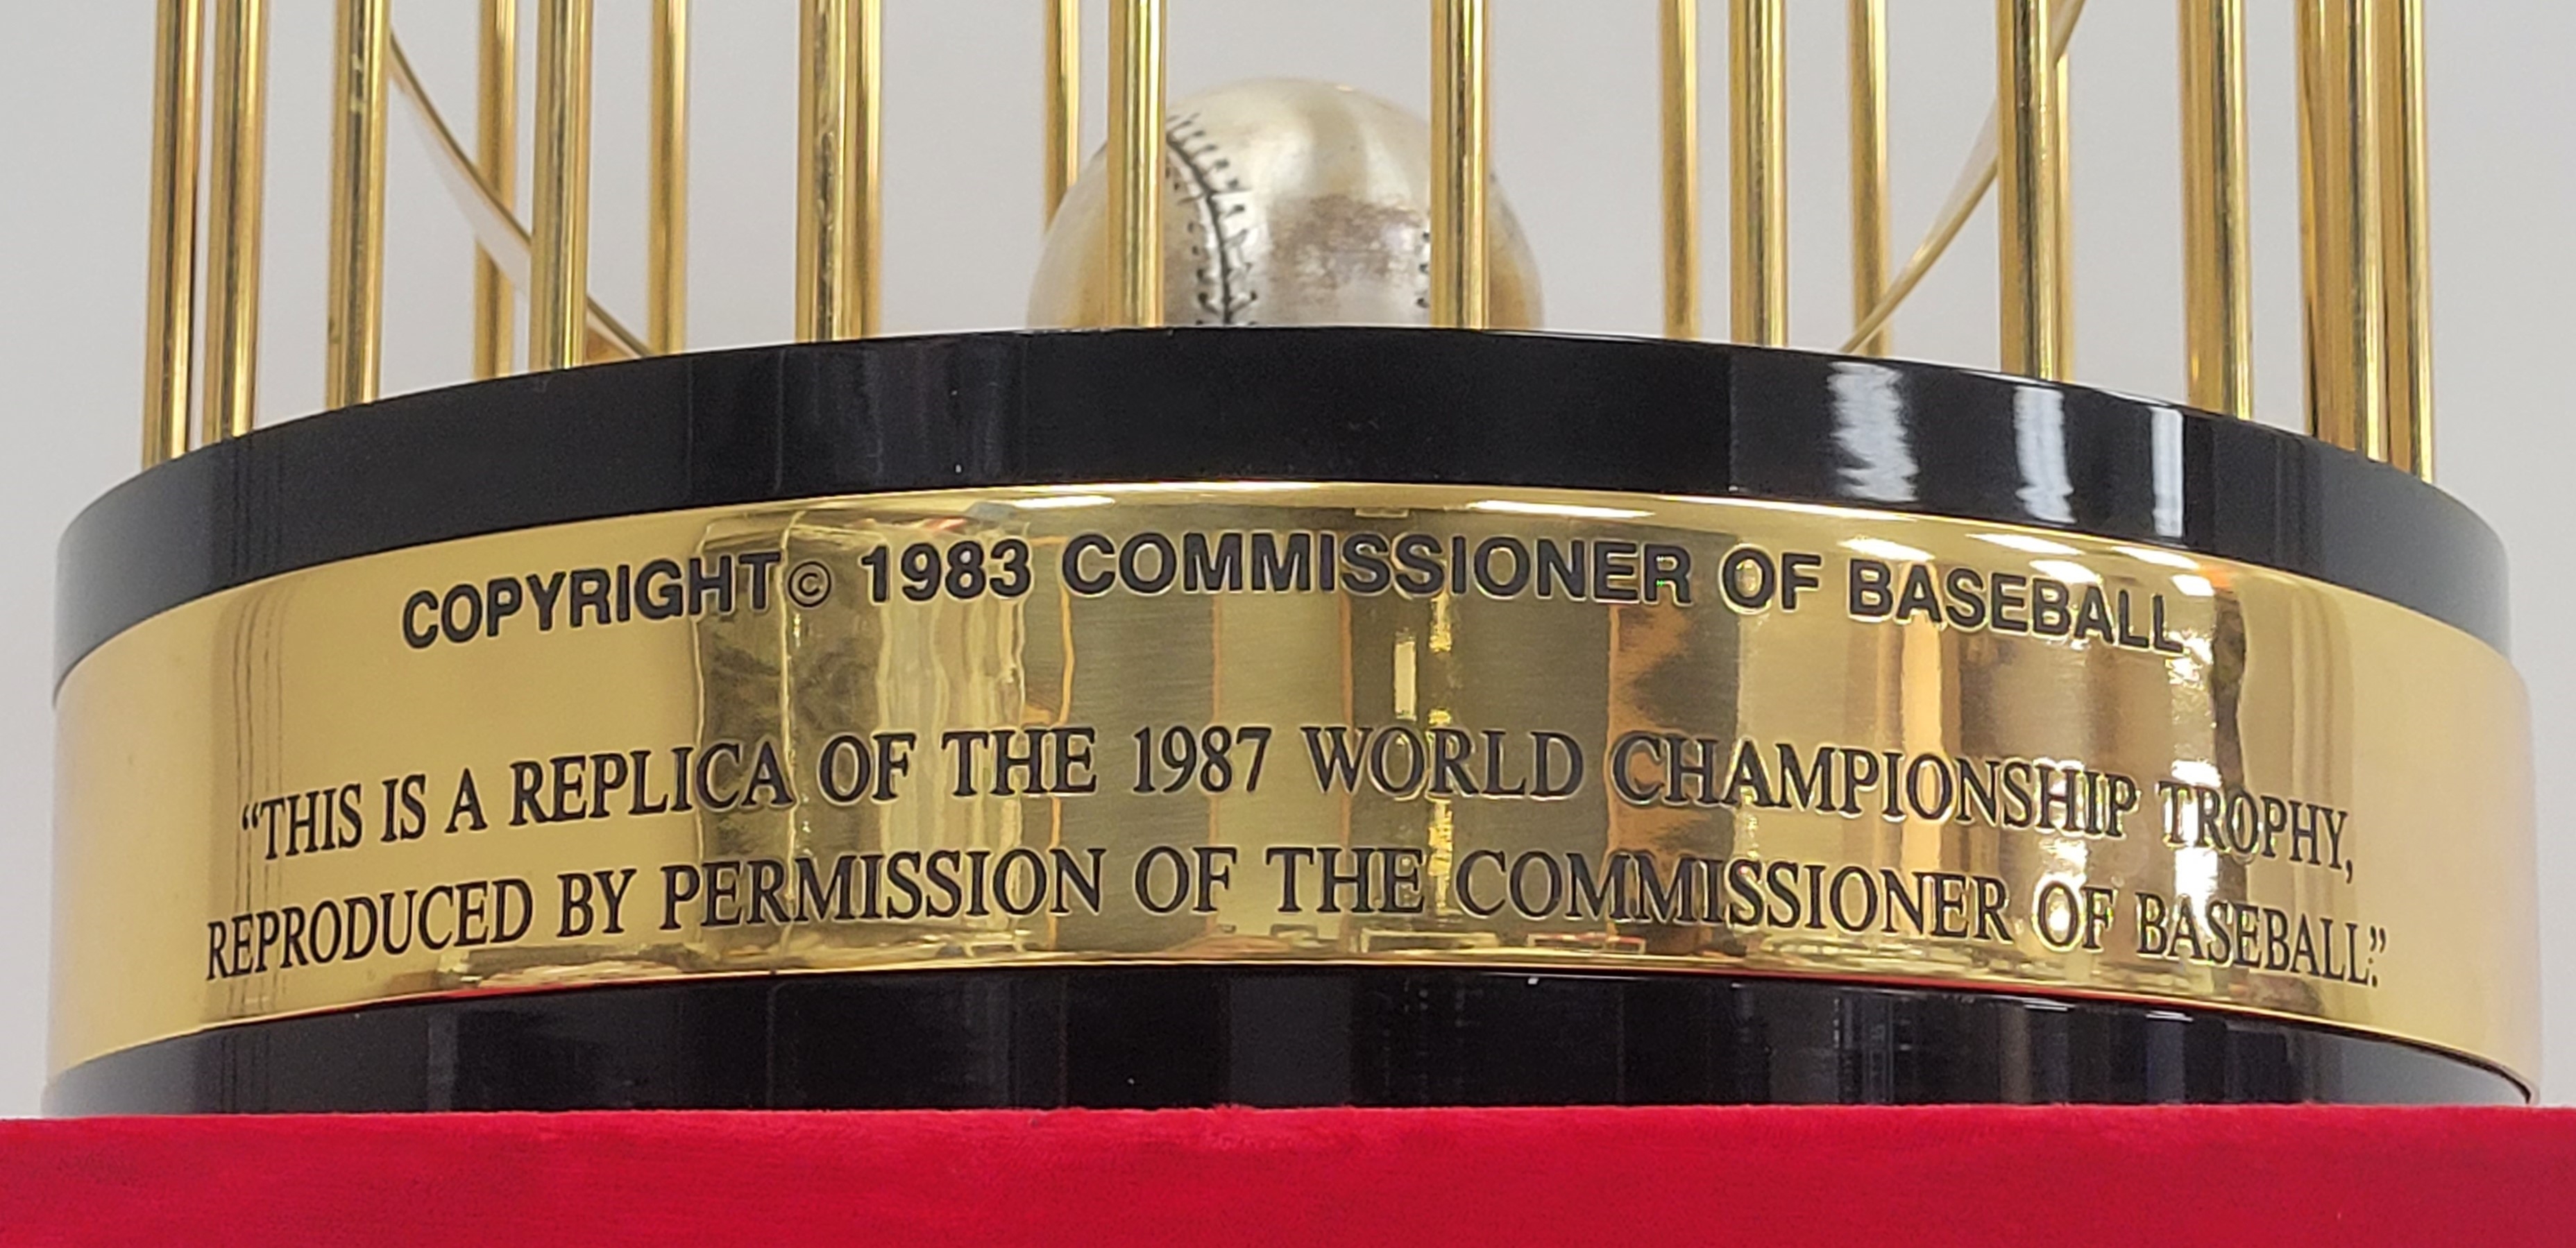 COPYRIGHT© 1983 COMMISSIONER OF BASEBALL
“THIS IS A REPLICA OF THE 1987 WORLD CHAMPIONSHIP TROPHY,
REPRODUCED BY PERMISSION OF THE COMMISSIONER OF BASEBALL.”